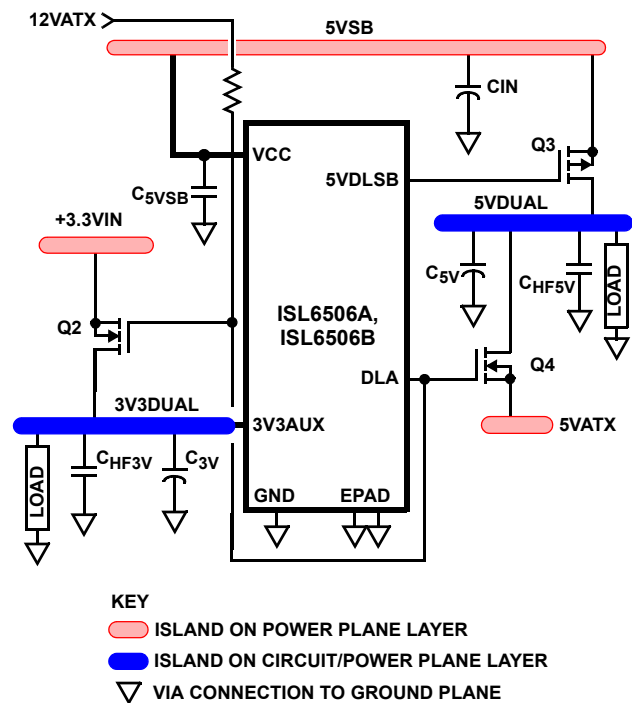 12VATX
5VSB
CIN
Q3
VCC
5VDLSB
C5VSB
+3.3VIN
5VDUAL
C5V
CHF5V
LOAD
Q2
ISL6506A,
ISL6506B
DLA
Q4
3V3DUAL
3V3AUX
5VATX
LOAD
CHF3V
C3V
GND
EPAD
KEY
ISLAND ON POWER PLANE LAYER
ISLAND ON CIRCUIT/POWER PLANE LAYER
VIA CONNECTION TO GROUND PLANE